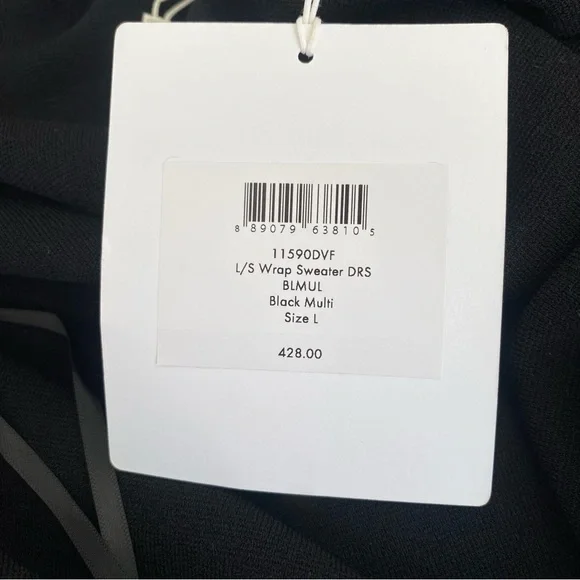 8 89079 63810 5
11590DVF
L/S Wrap Sweater DRS
BLMUL
Black Multi
Size L
428.00